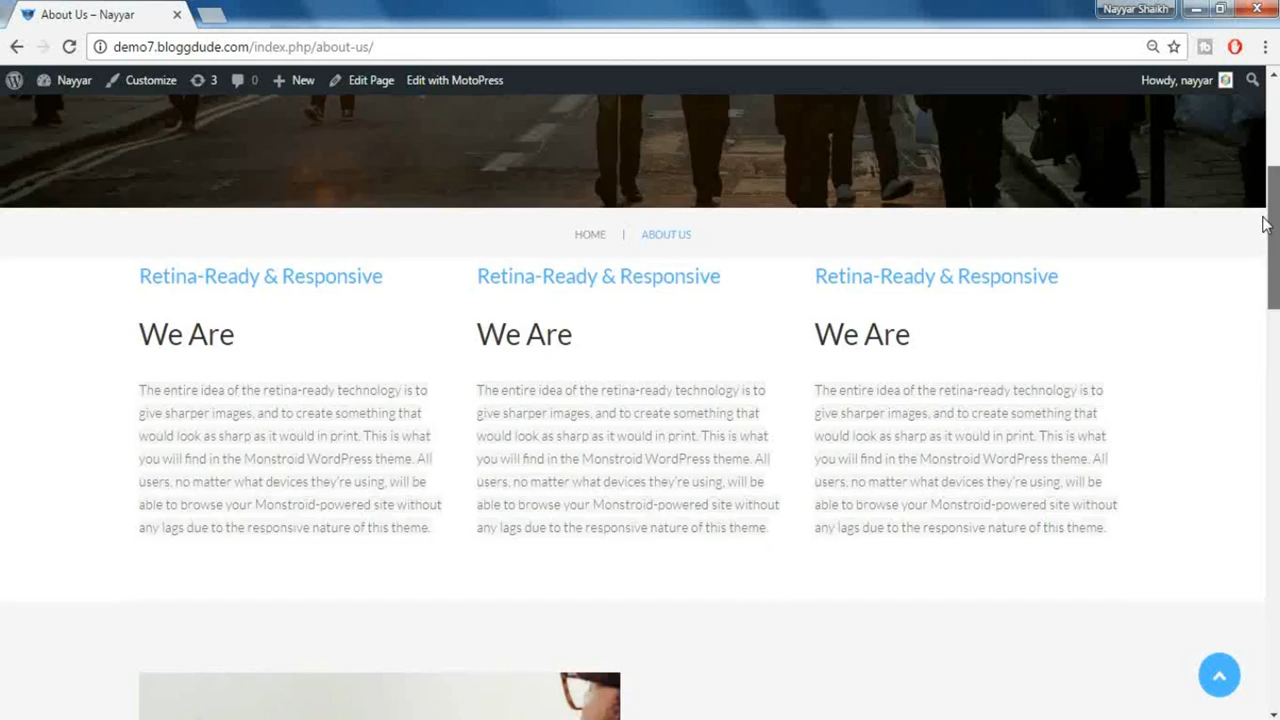 About Us – Nayyar
Nayyar Shaikh
demo7.bloggdude.com/index.php/about-us/
Nayyar Customize 3 0 New Edit Page Edit with MotoPress Howdy, nayyar
HOME | ABOUT US
Retina-Ready & Responsive
We Are
The entire idea of the retina-ready technology is to
give sharper images, and to create something that
would look as sharp as it would in print. This is what
you will find in the Monstroid WordPress theme. All
users, no matter what devices they're using, will be
able to browse your Monstroid-powered site without
any lags due to the responsive nature of this theme.
Retina-Ready & Responsive
We Are
The entire idea of the retina-ready technology is to
give sharper images, and to create something that
would look as sharp as it would in print. This is what
you will find in the Monstroid WordPress theme. All
users, no matter what devices they're using, will be
able to browse your Monstroid-powered site without
any lags due to the responsive nature of this theme.
Retina-Ready & Responsive
We Are
The entire idea of the retina-ready technology is to
give sharper images, and to create something that
would look as sharp as it would in print. This is what
you will find in the Monstroid WordPress theme. All
users, no matter what devices they're using, will be
able to browse your Monstroid-powered site without
any lags due to the responsive nature of this theme.